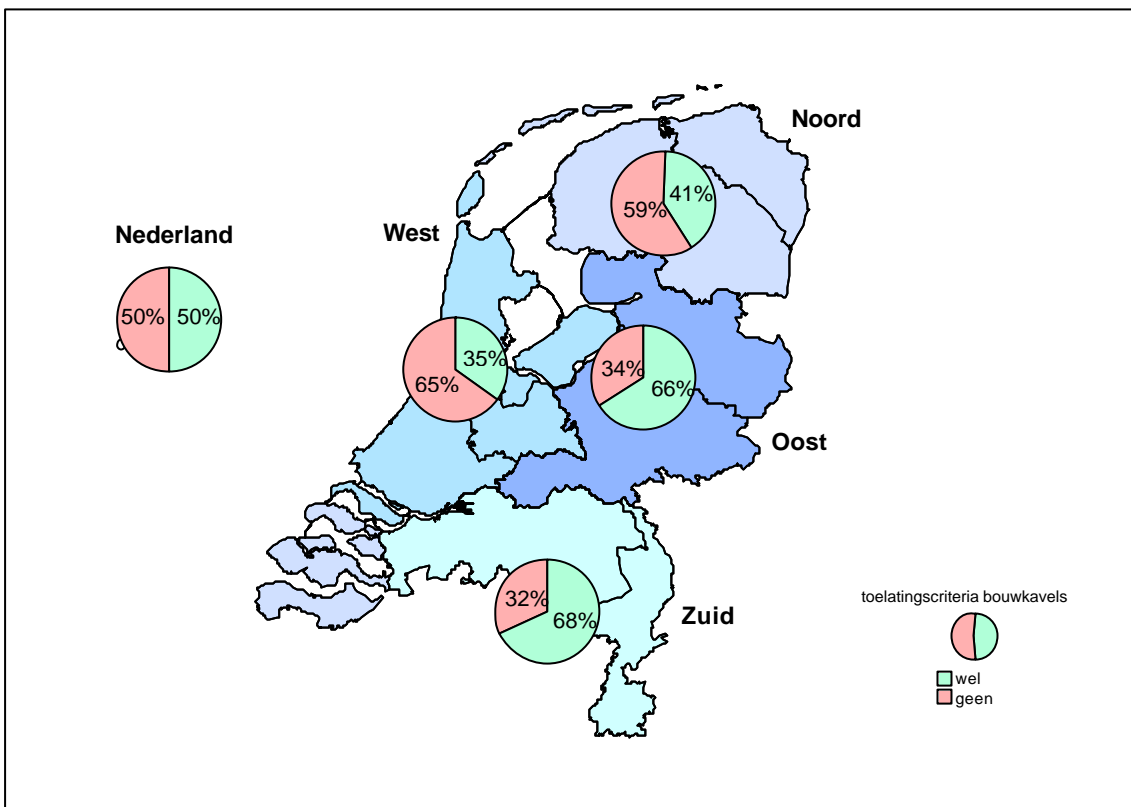 Noord
41%
59%
Nederland
West
50% 50%
35%
65%
34%
66%
Oost
32%
68%
Zuid
toelatingscriteria bouwkavels
wel
geen